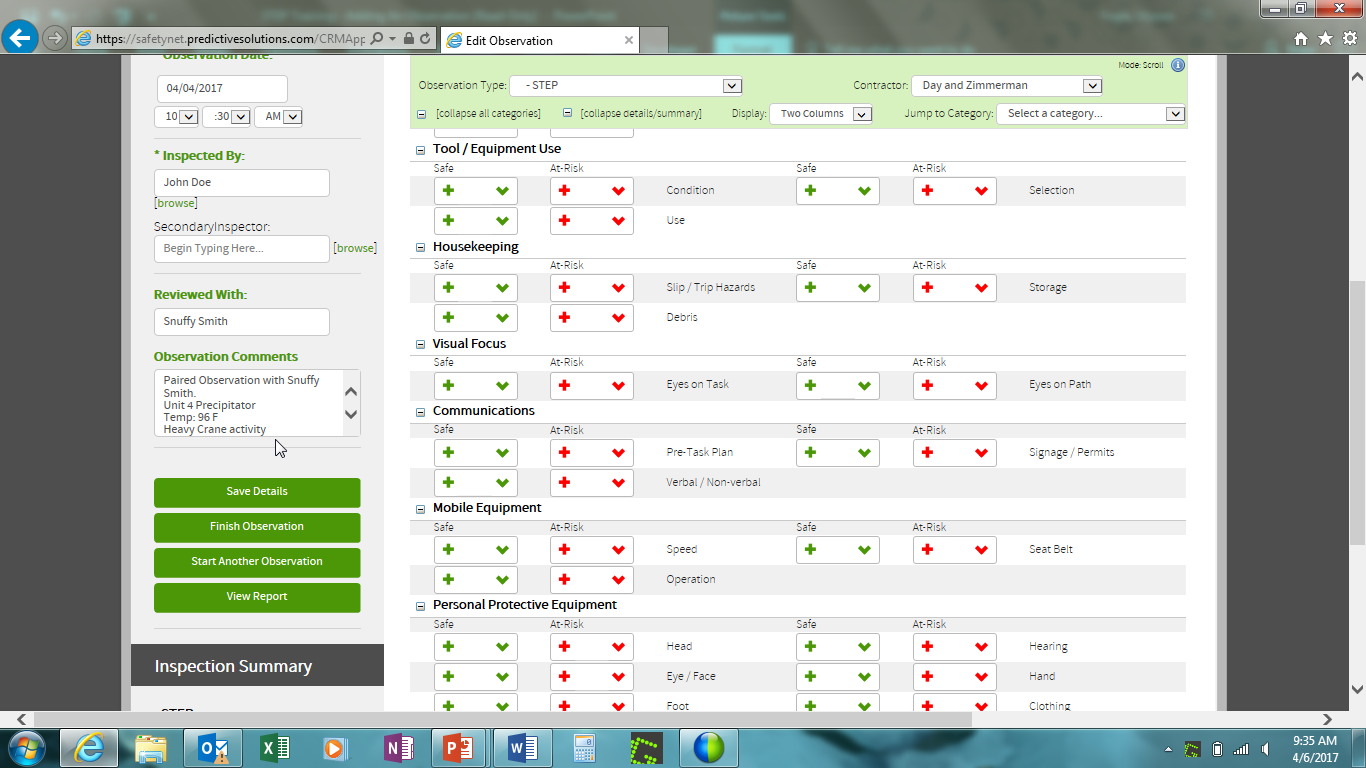 https://safetynet.predictivesolutions.com/CRMApp
Edit Observation
Observation Date:
04/04/2017
10 :30 AM
* Inspected By:
John Doe
[browse]
SecondaryInspector:
Begin Typing Here... [browse]
Reviewed With:
Snuffy Smith
Observation Comments
Paired Observation with Snuffy
Smith.
Unit 4 Precipitator
Temp: 96 F
Heavy Crane activity
Save Details
Finish Observation
Start Another Observation
View Report
Inspection Summary
STEP
Mode: Scroll
Observation Type: - STEP Contractor: Day and Zimmerman
[collapse all categories] [collapse details/summary] Display: Two Columns Jump to Category: Select a category...
Tool / Equipment Use
Safe At-Risk Safe At-Risk
Condition Selection
Use
Housekeeping
Safe At-Risk Safe At-Risk
Slip / Trip Hazards Storage
Debris
Visual Focus
Safe At-Risk Safe At-Risk
Eyes on Task Eyes on Path
Communications
Safe At-Risk Safe At-Risk
Pre-Task Plan Signage / Permits
Verbal / Non-verbal
Mobile Equipment
Safe At-Risk Safe At-Risk
Speed Seat Belt
Operation
Personal Protective Equipment
Safe At-Risk Safe At-Risk
Head Hearing
Eye / Face Hand
Foot Clothing
9:35 AM
4/6/2017